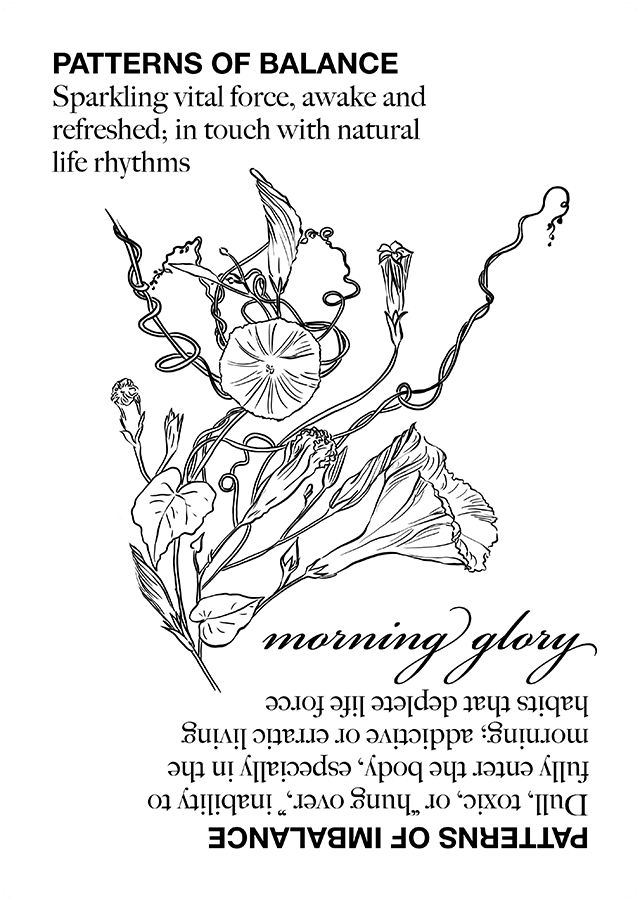 PATTERNS OF BALANCE
Sparkling vital force, awake and
refreshed; in touch with natural
life rhythms
morning glory
PATTERNS OF IMBALANCE
Dull, toxic, or “hung over,” inability to
fully enter the body, especially in the
morning; addictive or erratic living
habits that deplete life force